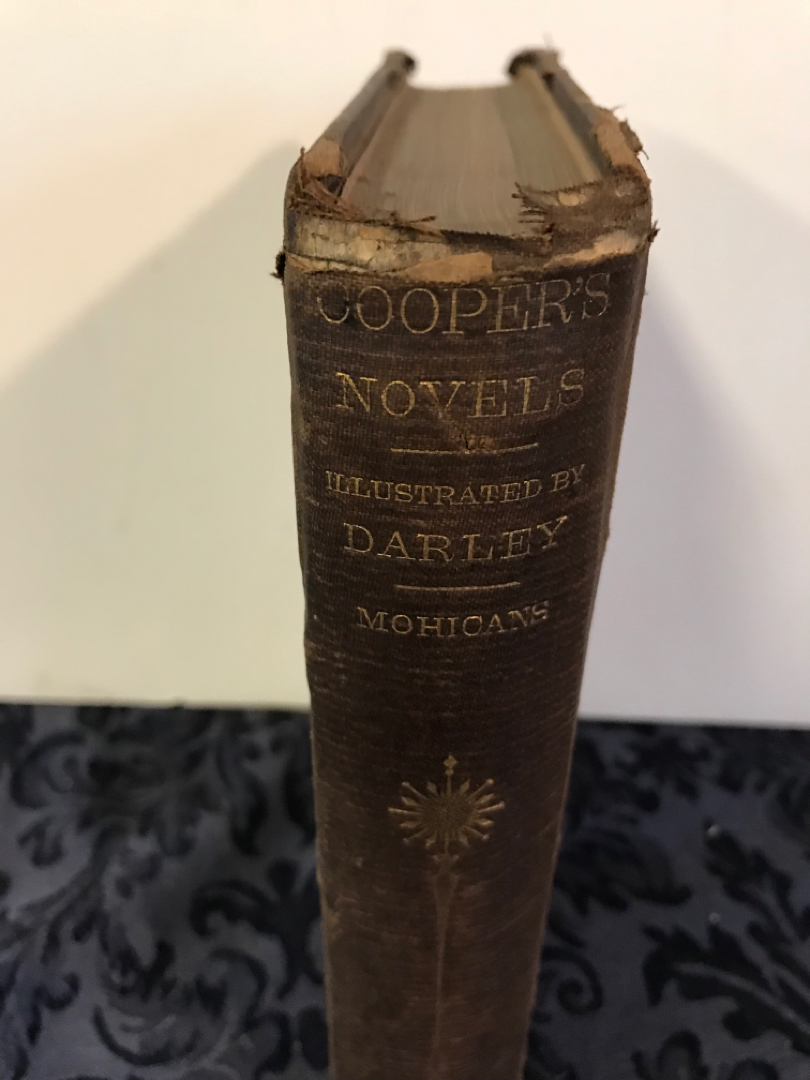 COOPER'S
NOVELS
ILLUSTRATED BY
DARLEY
MOHICANS